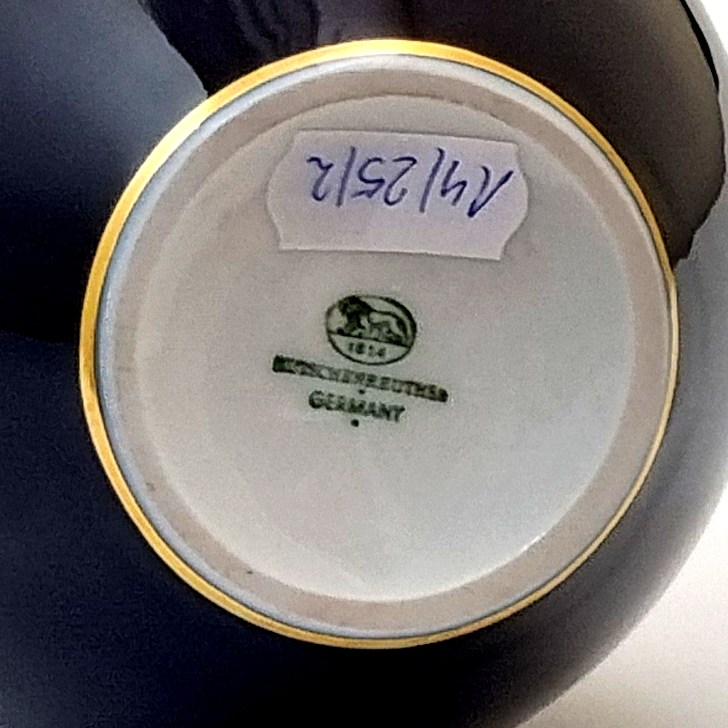 14/25/2
1814
HUTSCHENREUTHER
GERMANY